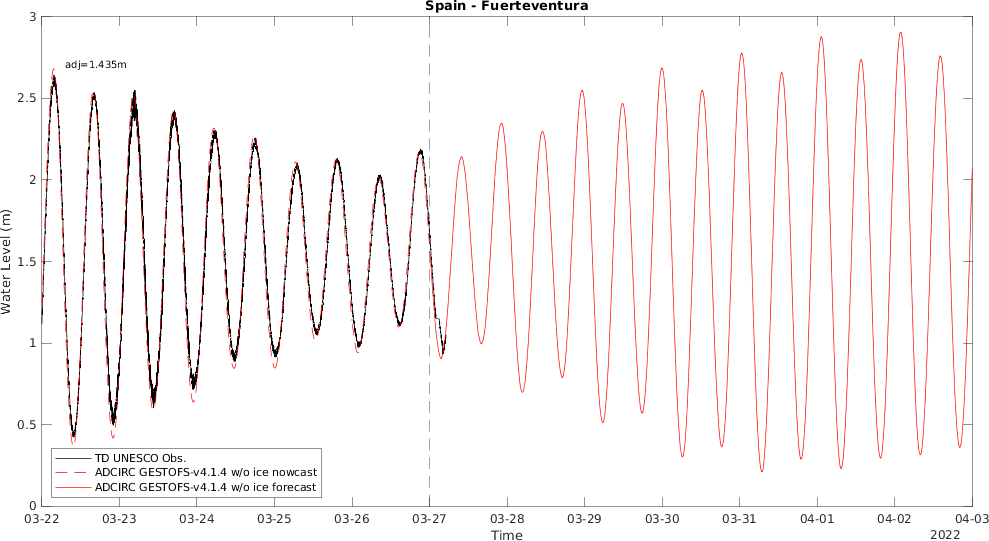 Spain - Fuerteventura
adj=1.435m
Water Level (m)
3
2.5
2
1.5
1
0.5
0
TD UNESCO Obs.
ADCIRC GESTOFS-v4.1.4 w/o ice nowcast
ADCIRC GESTOFS-v4.1.4 w/o ice forecast
03-22 03-23 03-24 03-25 03-26 03-27 03-28 03-29 03-30 03-31 04-01 04-02 04-03
Time
2022